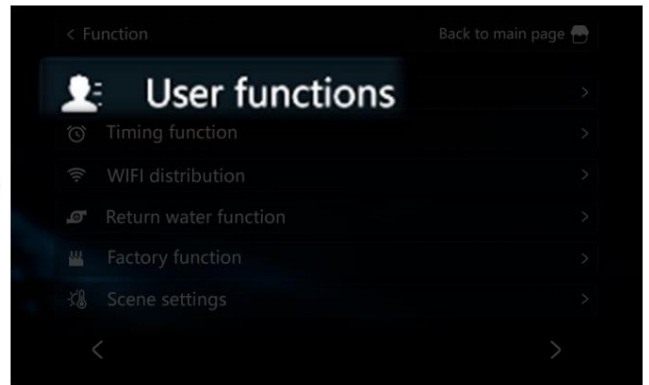 < Function Back to main page
User functions >
Timing function >
WIFI distribution >
Return water function >
Factory function >
Scene settings >
< >